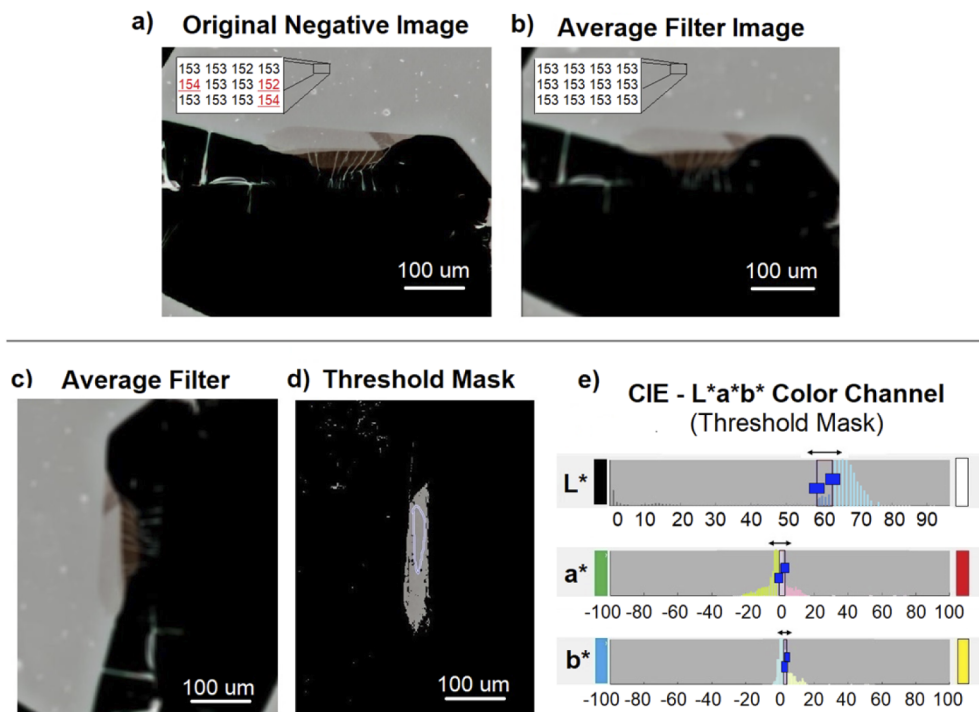 a) Original Negative Image
153 153 152 153
154 153 153 152
153 153 153 154
100 um
b) Average Filter Image
153 153 153 153
153 153 153 153
153 153 153 153
100 um
c) Average Filter
100 um
d) Threshold Mask
100 um
e) CIE - L*a*b* Color Channel
(Threshold Mask)
L*
0 10 20 30 40 50 60 70 80 90
a*
-100 -80 -60 -40 -20 0 20 40 60 80 100
b*
-100 -80 -60 -40 -20 0 20 40 60 80 100